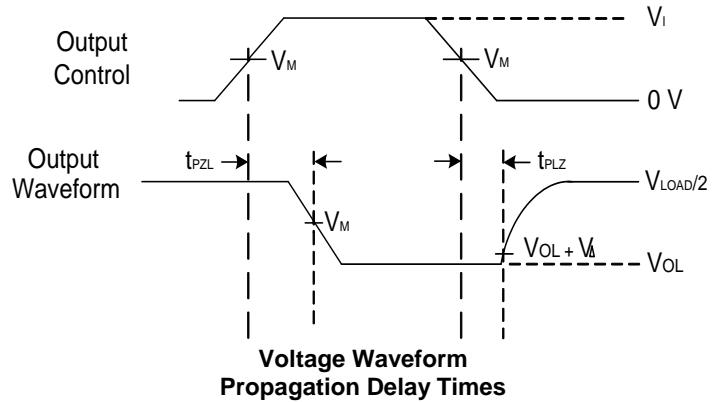 Output
Control
VM
VM
VI
0 V
Output
Waveform
tPZL
tPLZ
VM
VLOAD/2
VOL + VΔ
VOL
Voltage Waveform
Propagation Delay Times